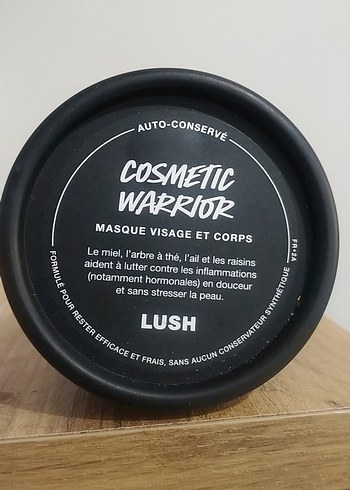 AUTO-CONSERVÉ
COSMETIC
WARRIOR
MASQUE VISAGE ET CORPS
Le miel, l'arbre à thé, l'ail et les raisins
aident à lutter contre les inflammations
(notamment hormonales) en douceur
et sans stresser la peau.
LUSH
FORMULÉ POUR RESTER EFFICACE ET FRAIS, SANS AUCUN CONSERVATEUR SYNTHÉTIQUE
FR+2A